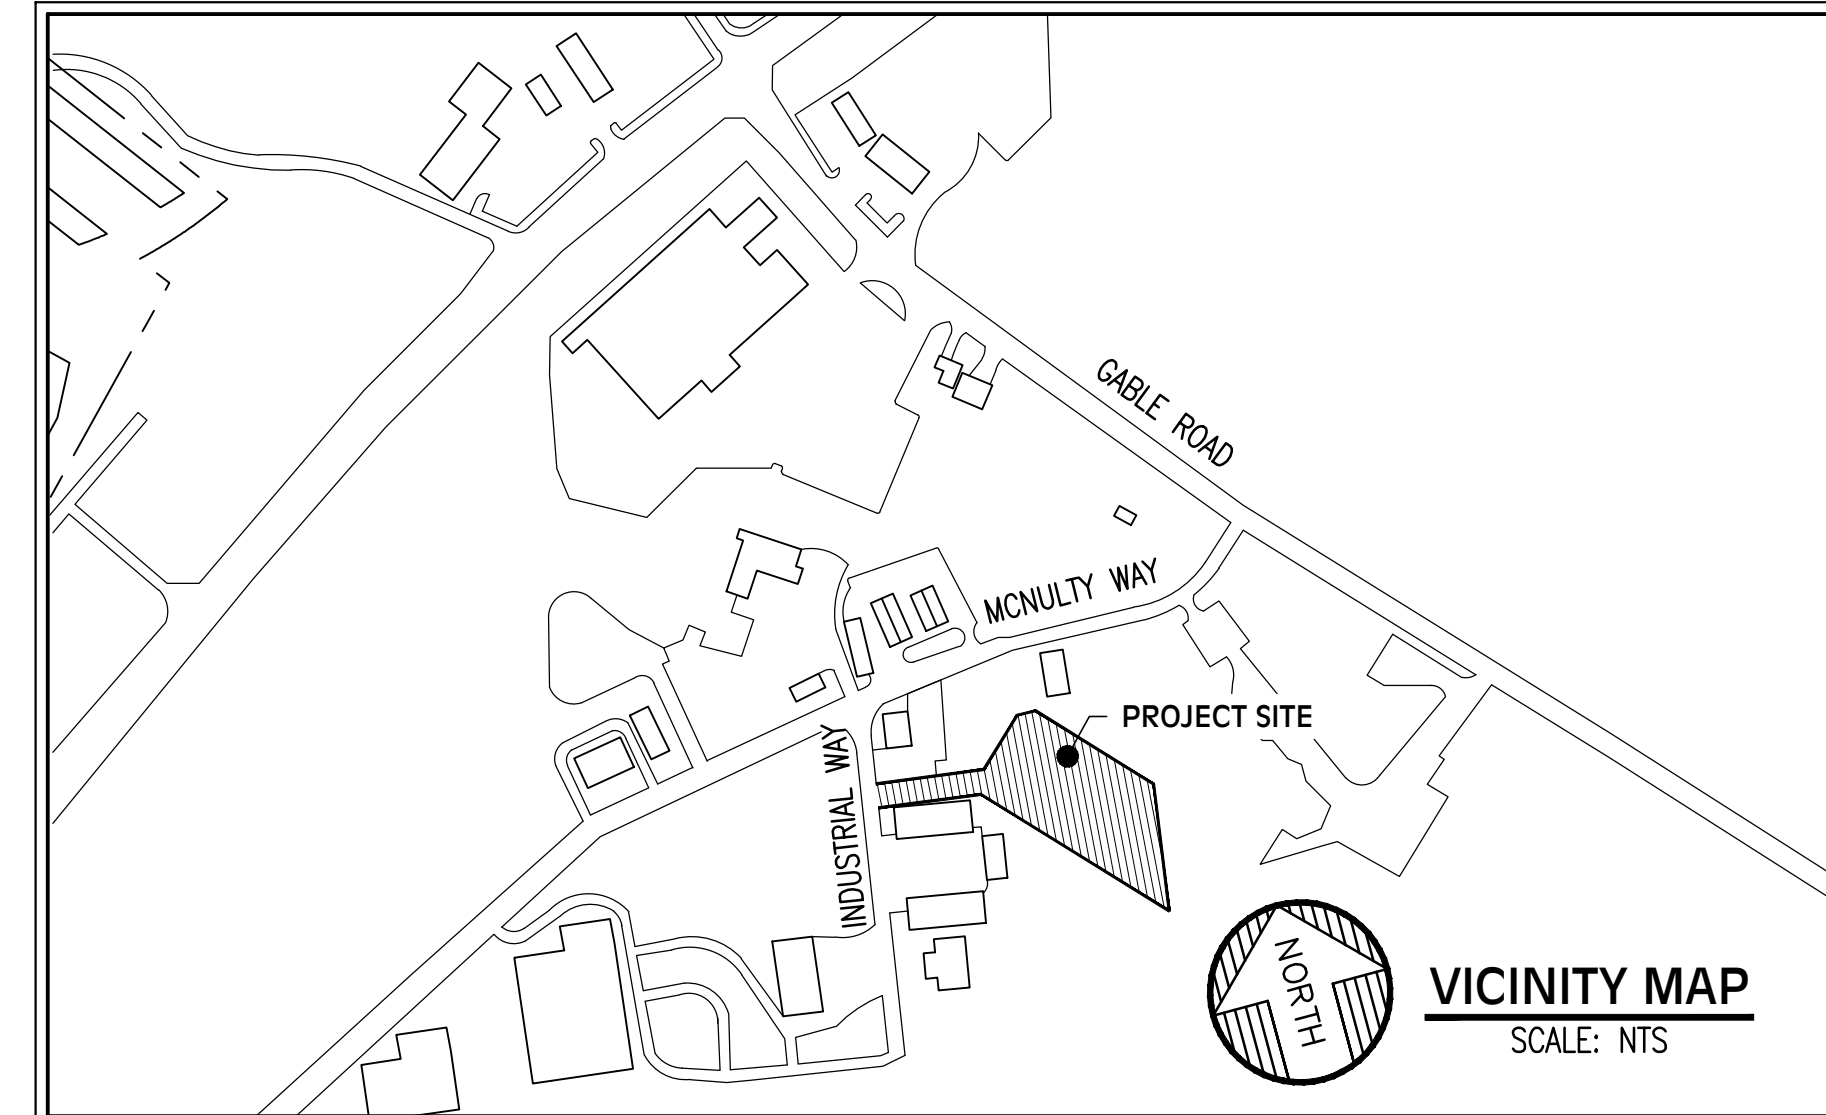 GABLE ROAD
MCNULTY WAY
PROJECT SITE
INDUSTRIAL WAY
NORTH
VICINITY MAP
SCALE: NTS